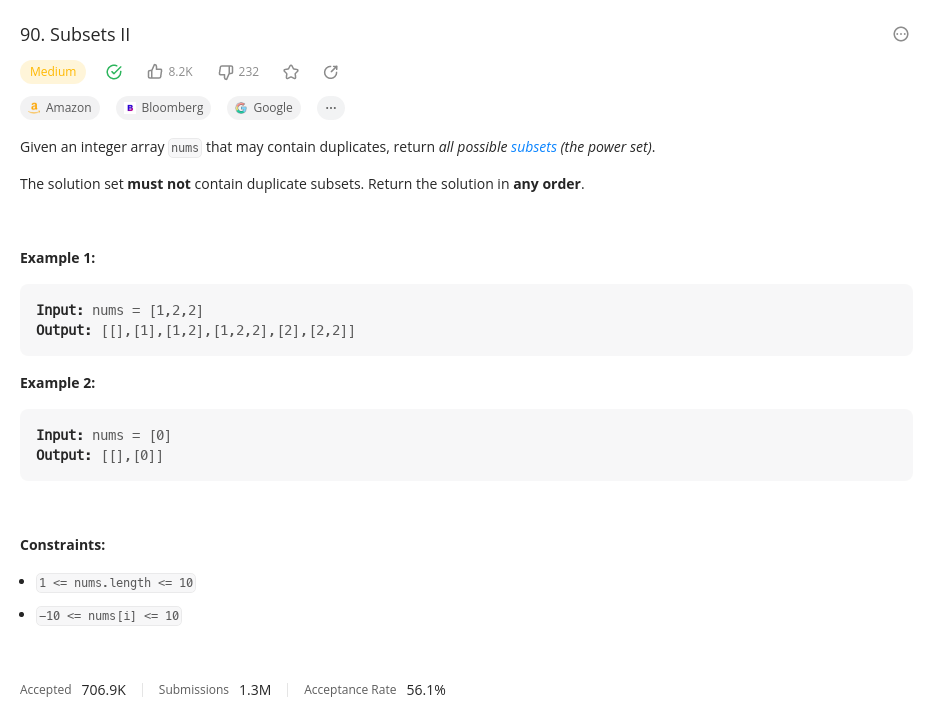 90. Subsets II
Medium 8.2K 232
Amazon Bloomberg Google ...
Given an integer array nums that may contain duplicates, return all possible subsets (the power set).
The solution set must not contain duplicate subsets. Return the solution in any order.
Example 1:
Input: nums = [1,2,2]
Output: [[],[1],[1,2],[1,2,2],[2],[2,2]]
Example 2:
Input: nums = [0]
Output: [[],[0]]
Constraints:
1 <= nums.length <= 10
-10 <= nums[i] <= 10
Accepted 706.9K Submissions 1.3M Acceptance Rate 56.1%